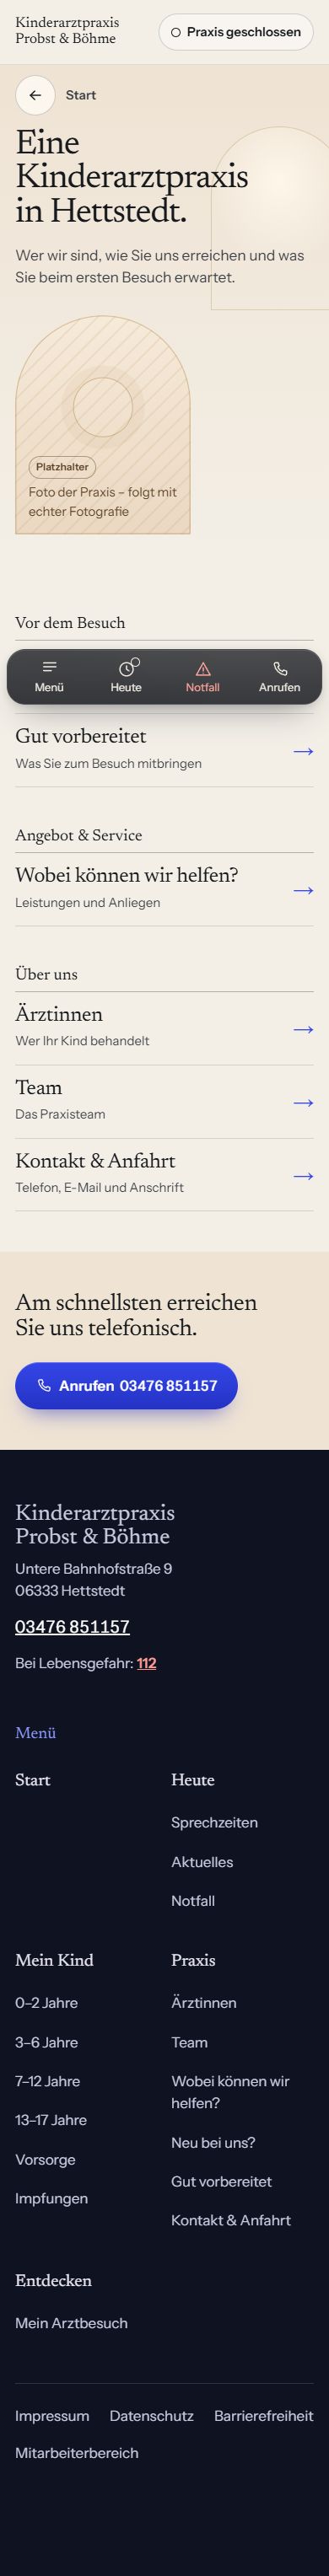 Kinderarztpraxis
Probst & Böhme
Praxis geschlossen
Start
Eine
Kinderarztpraxis
in Hettstedt.
Wer wir sind, wie Sie uns erreichen und was
Sie beim ersten Besuch erwartet.
Platzhalter
Foto der Praxis – folgt mit
echter Fotografie
Vor dem Besuch
Menü
Heute
Notfall
Anrufen
Gut vorbereitet
Was Sie zum Besuch mitbringen
Angebot & Service
Wobei können wir helfen?
Leistungen und Anliegen
Über uns
Ärztinnen
Wer Ihr Kind behandelt
Team
Das Praxisteam
Kontakt & Anfahrt
Telefon, E-Mail und Anschrift
Am schnellsten erreichen
Sie uns telefonisch.
Anrufen 03476 851157
Kinderarztpraxis
Probst & Böhme
Untere Bahnhofstraße 9
06333 Hettstedt
03476 851157
Bei Lebensgefahr: 112
Menü
Start
Heute
Sprechzeiten
Aktuelles
Notfall
Mein Kind
0–2 Jahre
3–6 Jahre
7–12 Jahre
13–17 Jahre
Vorsorge
Impfungen
Praxis
Ärztinnen
Team
Wobei können wir
helfen?
Neu bei uns?
Gut vorbereitet
Kontakt & Anfahrt
Entdecken
Mein Arztbesuch
Impressum Datenschutz Barrierefreiheit
Mitarbeiterbereich